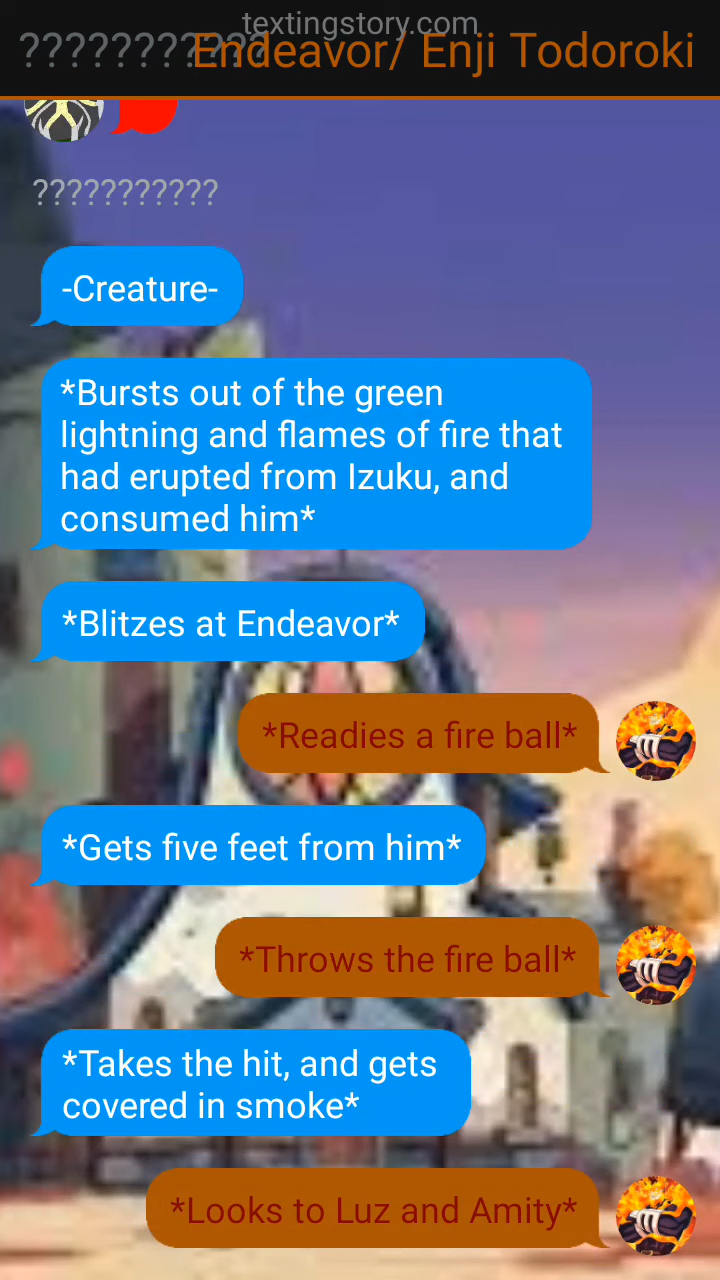 textingstory.com
???????????
Endeavor/ Enji Todoroki
???????????
-Creature-
*Bursts out of the green
lightning and flames of fire that
had erupted from Izuku, and
consumed him*
*Blitzes at Endeavor*
*Readies a fire ball*
*Gets five feet from him*
*Throws the fire ball*
*Takes the hit, and gets
covered in smoke*
*Looks to Luz and Amity*